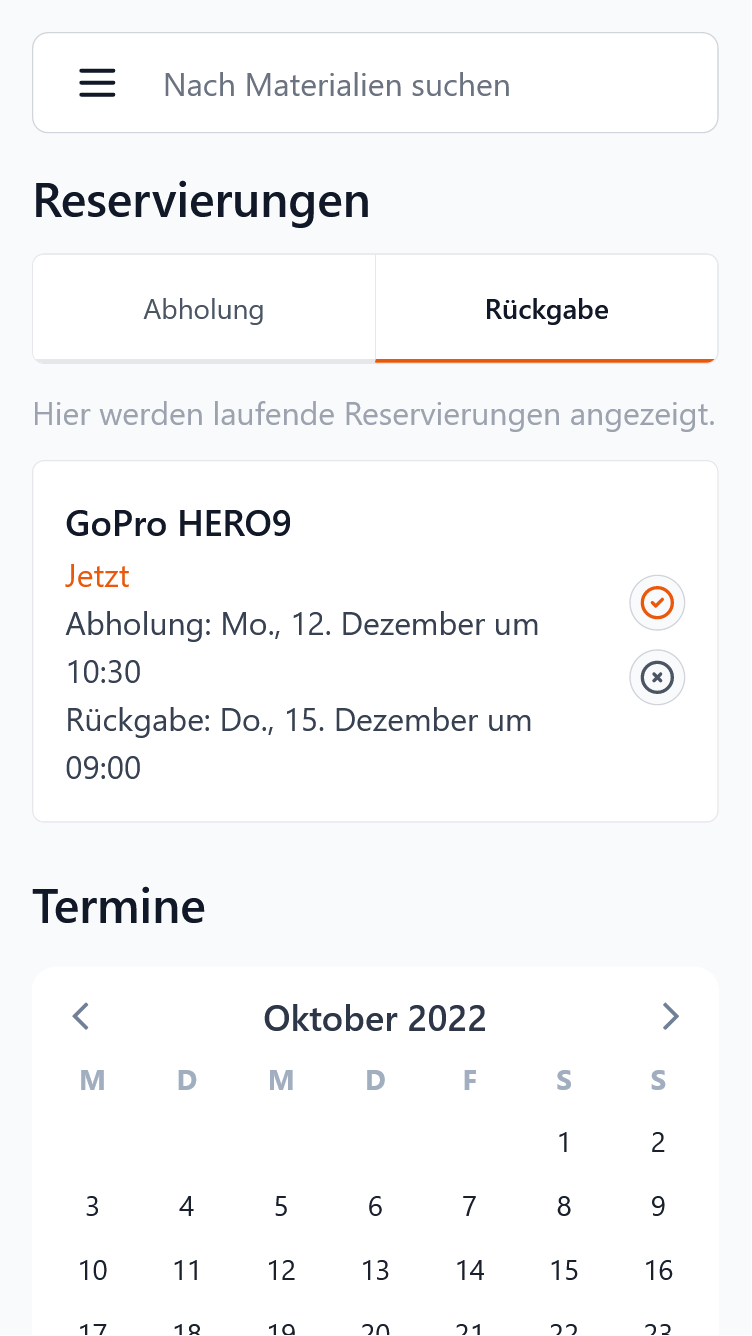 Nach Materialien suchen
Reservierungen
Abholung Rückgabe
Hier werden laufende Reservierungen angezeigt.
GoPro HERO9
Jetzt
Abholung: Mo., 12. Dezember um
10:30
Rückgabe: Do., 15. Dezember um
09:00
Termine
Oktober 2022
M D M D F S S
1 2
3 4 5 6 7 8 9
10 11 12 13 14 15 16
17 18 19 20 21 22 23